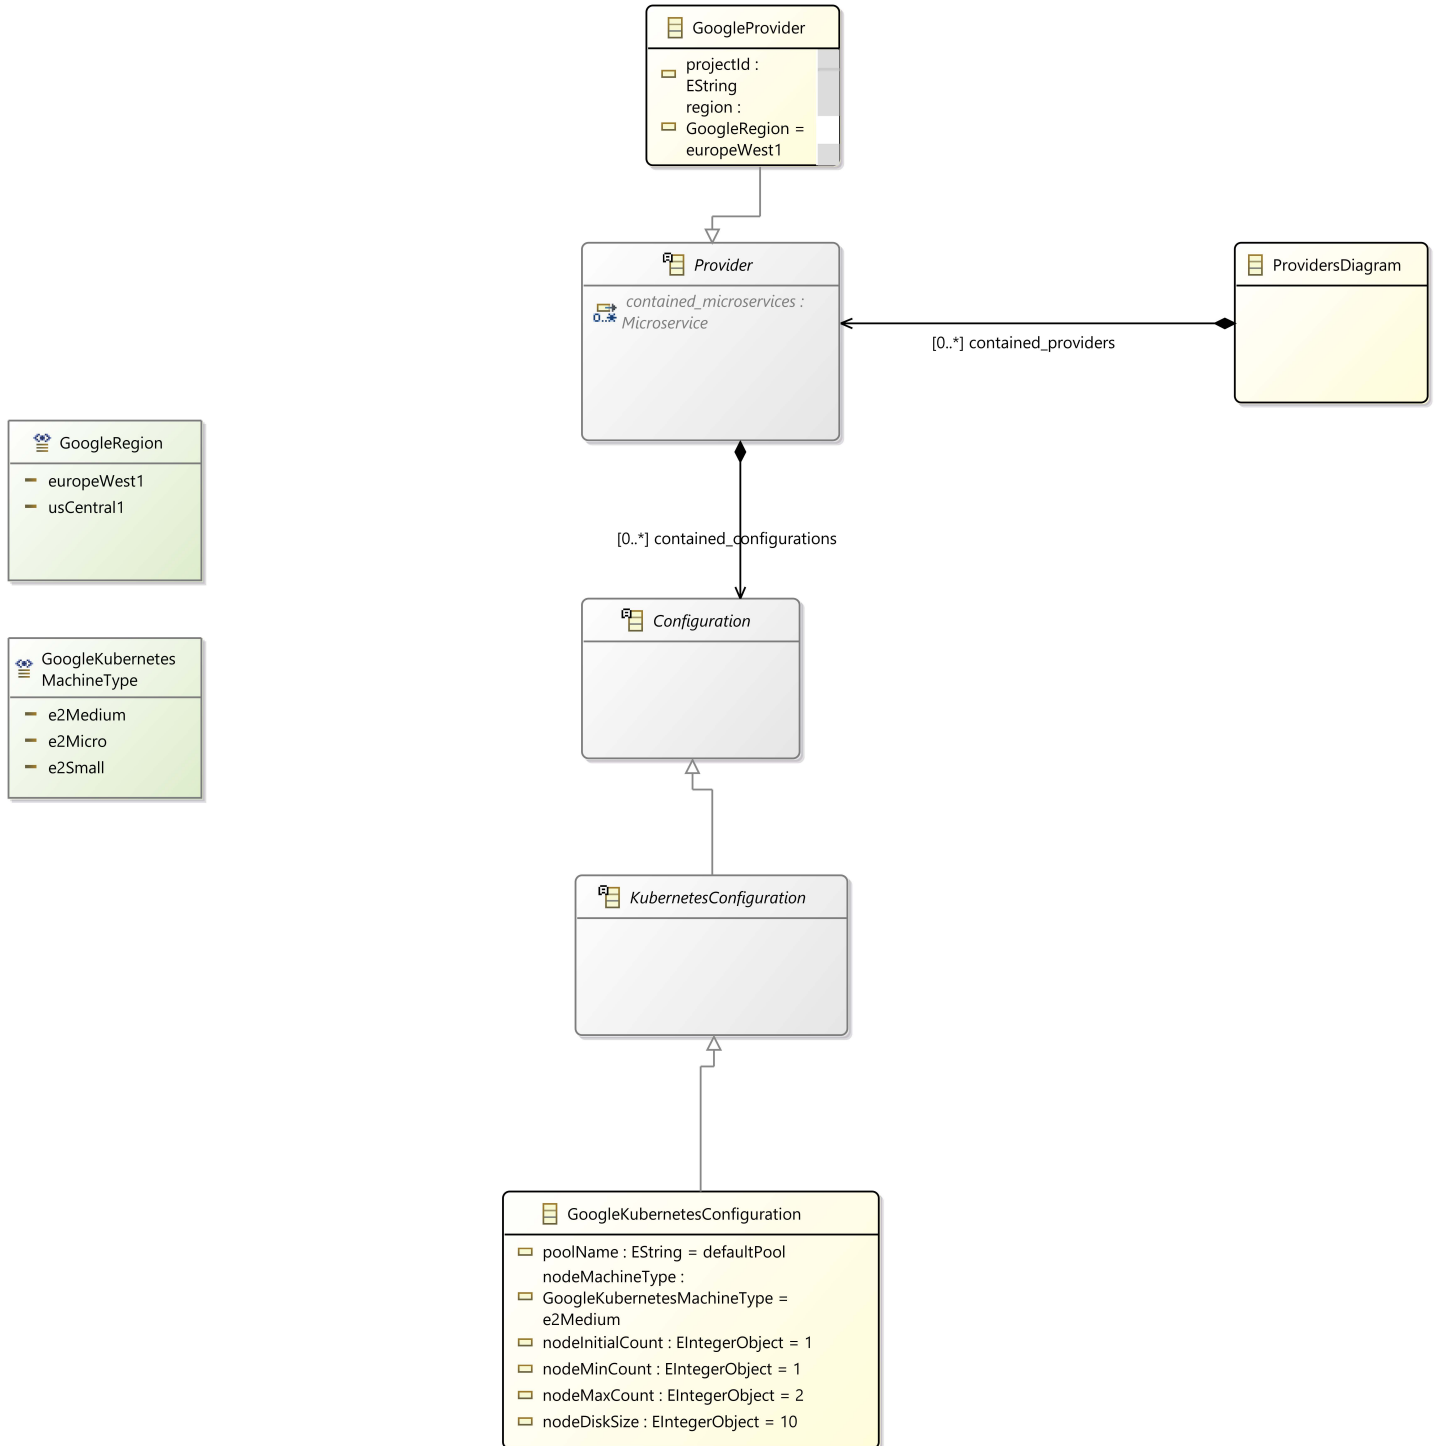 GoogleProvider
projectId :
EString
region :
GoogleRegion =
europeWest1
Provider
contained_microservices :
0..*
Microservice
ProvidersDiagram
[0..*] contained_providers
GoogleRegion
europeWest1
usCentral1
[0..*] contained_configurations
Configuration
GoogleKubernetes
MachineType
e2Medium
e2Micro
e2Small
KubernetesConfiguration
GoogleKubernetesConfiguration
poolName : EString = defaultPool
nodeMachineType :
GoogleKubernetesMachineType =
e2Medium
nodeInitialCount : EIntegerObject = 1
nodeMinCount : EIntegerObject = 1
nodeMaxCount : EIntegerObject = 2
nodeDiskSize : EIntegerObject = 10